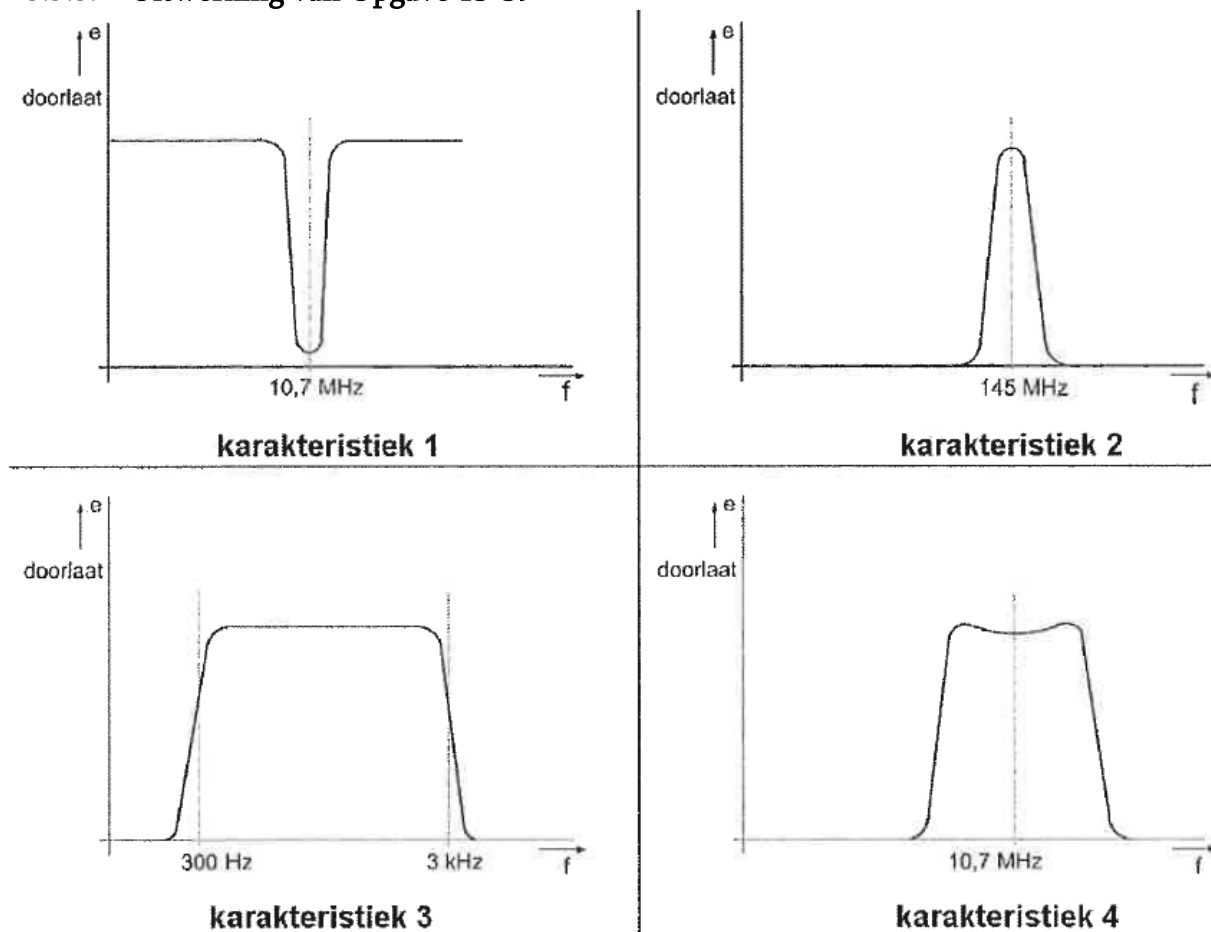 e
doorlaat
10,7 MHz
f
karakteristiek 1
e
doorlaat
145 MHz
f
karakteristiek 2
e
doorlaat
300 Hz
3 kHz
f
karakteristiek 3
e
doorlaat
10,7 MHz
f
karakteristiek 4